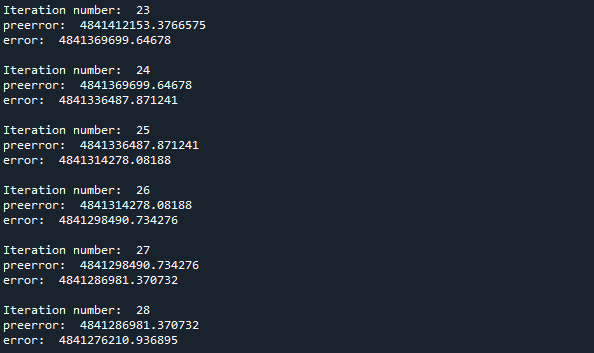 Iteration number:  23
preerror:  4841412153.3766575
error:  4841369699.64678
Iteration number:  24
preerror:  4841369699.64678
error:  4841336487.871241
Iteration number:  25
preerror:  4841336487.871241
error:  4841314278.08188
Iteration number:  26
preerror:  4841314278.08188
error:  4841298490.734276
Iteration number:  27
preerror:  4841298490.734276
error:  4841286981.370732
Iteration number:  28
preerror:  4841286981.370732
error:  4841276210.936895